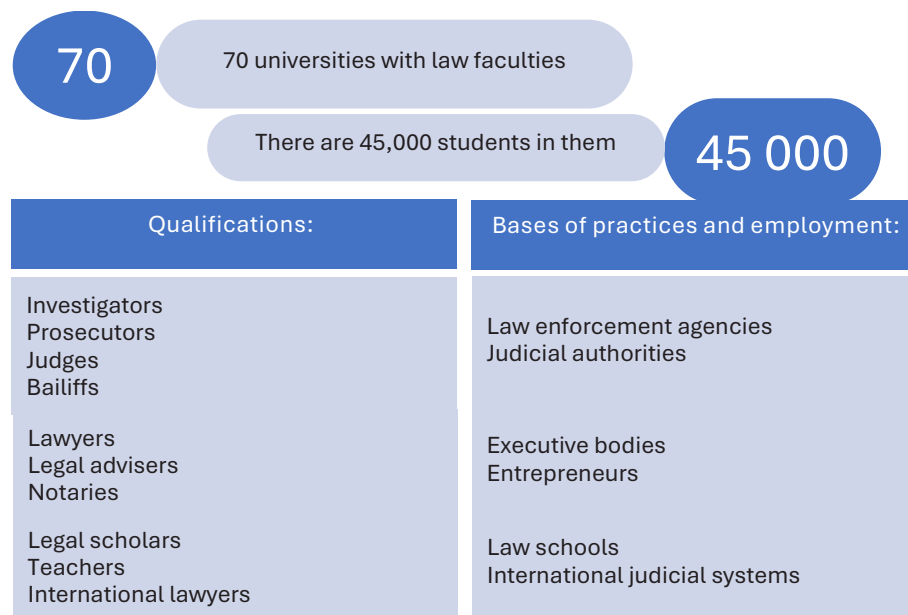 70
70 universities with law faculties
There are 45,000 students in them
45 000
Qualifications:
Bases of practices and employment:
Investigators
Prosecutors
Judges
Bailiffs
Law enforcement agencies
Judicial authorities
Lawyers
Legal advisers
Notaries
Executive bodies
Entrepreneurs
Legal scholars
Teachers
International lawyers
Law schools
International judicial systems